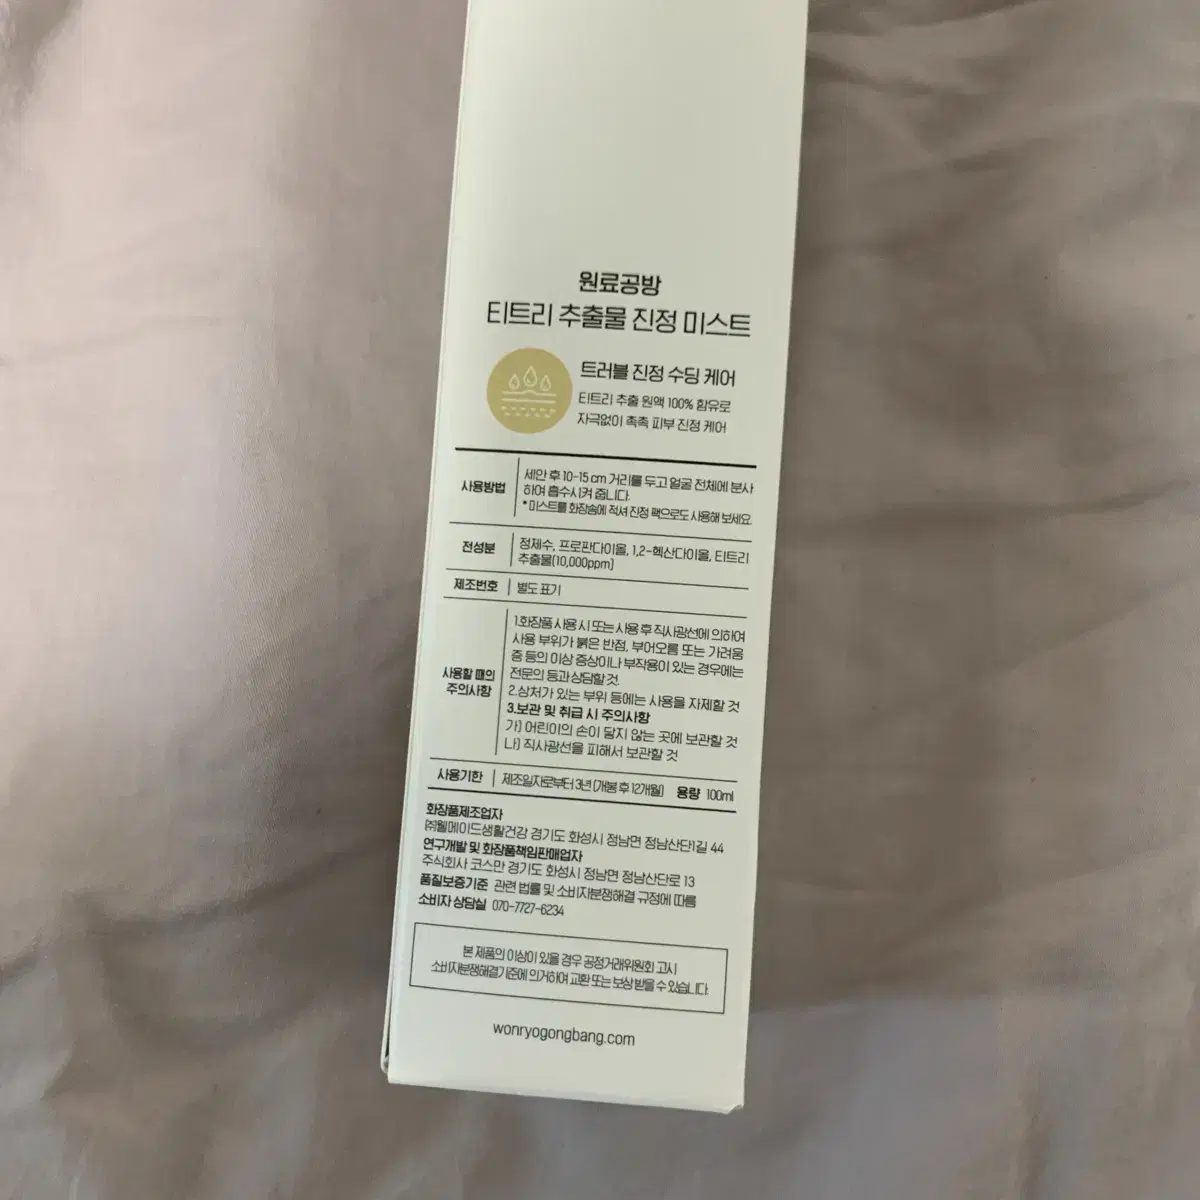 원료공방
티트리 추출물 진정 미스트
트러블 진정 수딩 케어
티트리 추출 원액 100% 함유로
자극없이 촉촉 피부 진정 케어
사용방법
세안 후 10-15 cm 거리를 두고 얼굴 전체에 분사
하여 흡수시켜 줍니다.
* 미스트를 화장솜에 적셔 진정 팩으로도 사용해 보세요.
전성분
정제수, 프로판다이올, 1,2-헥산다이올, 티트리
추출물(10,000ppm)
제조번호
별도 표기
사용할 때의
주의사항
1.화장품 사용 시 또는 사용 후 직사광선에 의하여
사용 부위가 붉은 반점, 부어오름 또는 가려움
증 등의 이상 증상이나 부작용이 있는 경우에는
전문의 등과 상담할 것.
2.상처가 있는 부위 등에는 사용을 자제할 것
3.보관 및 취급 시 주의사항
가) 어린이의 손이 닿지 않는 곳에 보관할 것
나) 직사광선을 피해서 보관할 것
사용기한 제조일자로부터 3년 (개봉 후 12개월) 용량 100ml
화장품제조업자
㈜웰메이드생활건강 경기도 화성시 정남면 정남산단1길 44
연구개발 및 화장품책임판매업자
주식회사 코스만 경기도 화성시 정남면 정남산단로 13
품질보증기준 관련 법률 및 소비자분쟁해결 규정에 따름
소비자 상담실 070-7727-6234
본 제품의 이상이 있을 경우 공정거래위원회 고시
소비자분쟁해결기준에 의거하여 교환 또는 보상 받을 수 있습니다.
wonryogongbang.com